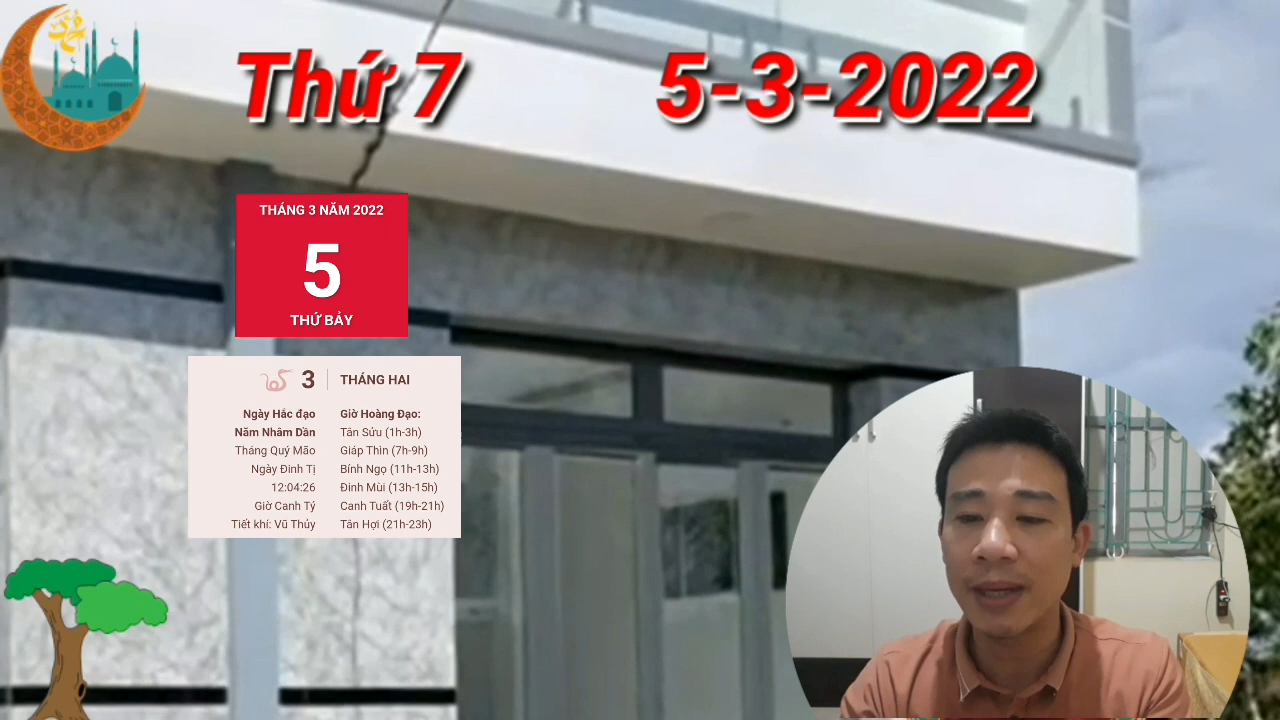 Thứ 7 5-3-2022
THÁNG 3 NĂM 2022
5
THỨ BẢY
3 THÁNG HAI
Ngày Hắc đạo
Năm Nhâm Dần
Tháng Quý Mão
Ngày Đinh Tị
12:04:26
Giờ Canh Tý
Tiết khí: Vũ Thủy
Giờ Hoàng Đạo:
Tân Sửu (1h-3h)
Giáp Thìn (7h-9h)
Bính Ngọ (11h-13h)
Đinh Mùi (13h-15h)
Canh Tuất (19h-21h)
Tân Hợi (21h-23h)